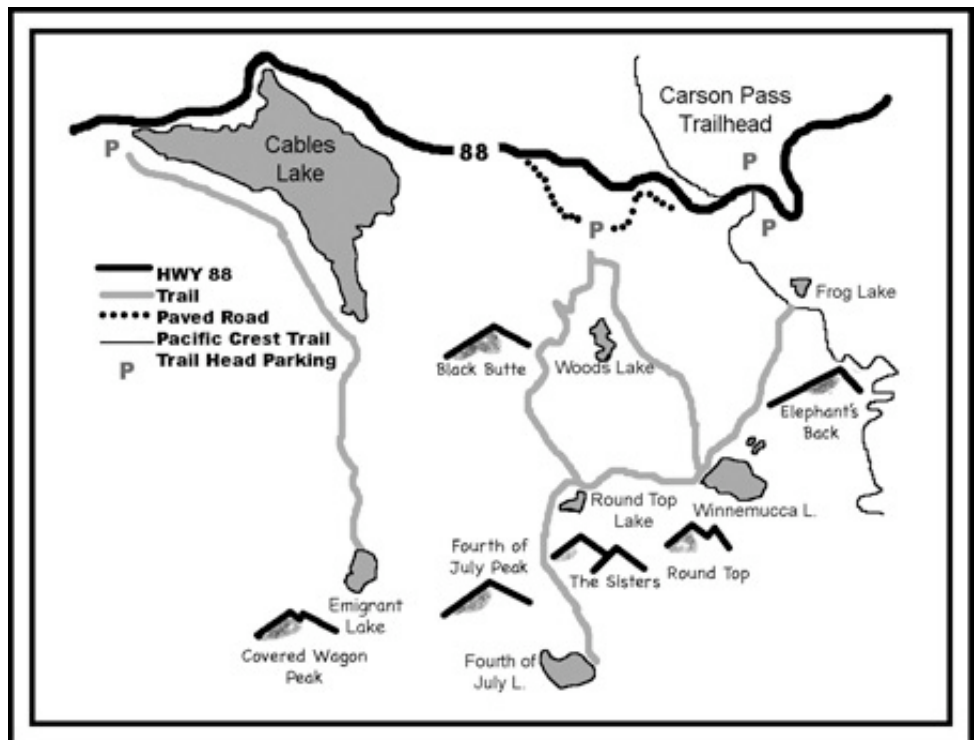 Carson Pass
Trailhead
P
Cables
Lake
P
88
P
P
HWY 88
Trail
Paved Road
Pacific Crest Trail
Trail Head Parking
P
Frog Lake
Black Butte
Woods Lake
Elephant's
Back
Round Top
Lake
Winnemucca L.
Fourth of
July Peak
The Sisters
Round Top
Emigrant
Lake
Covered Wagon
Peak
Fourth of
July L.